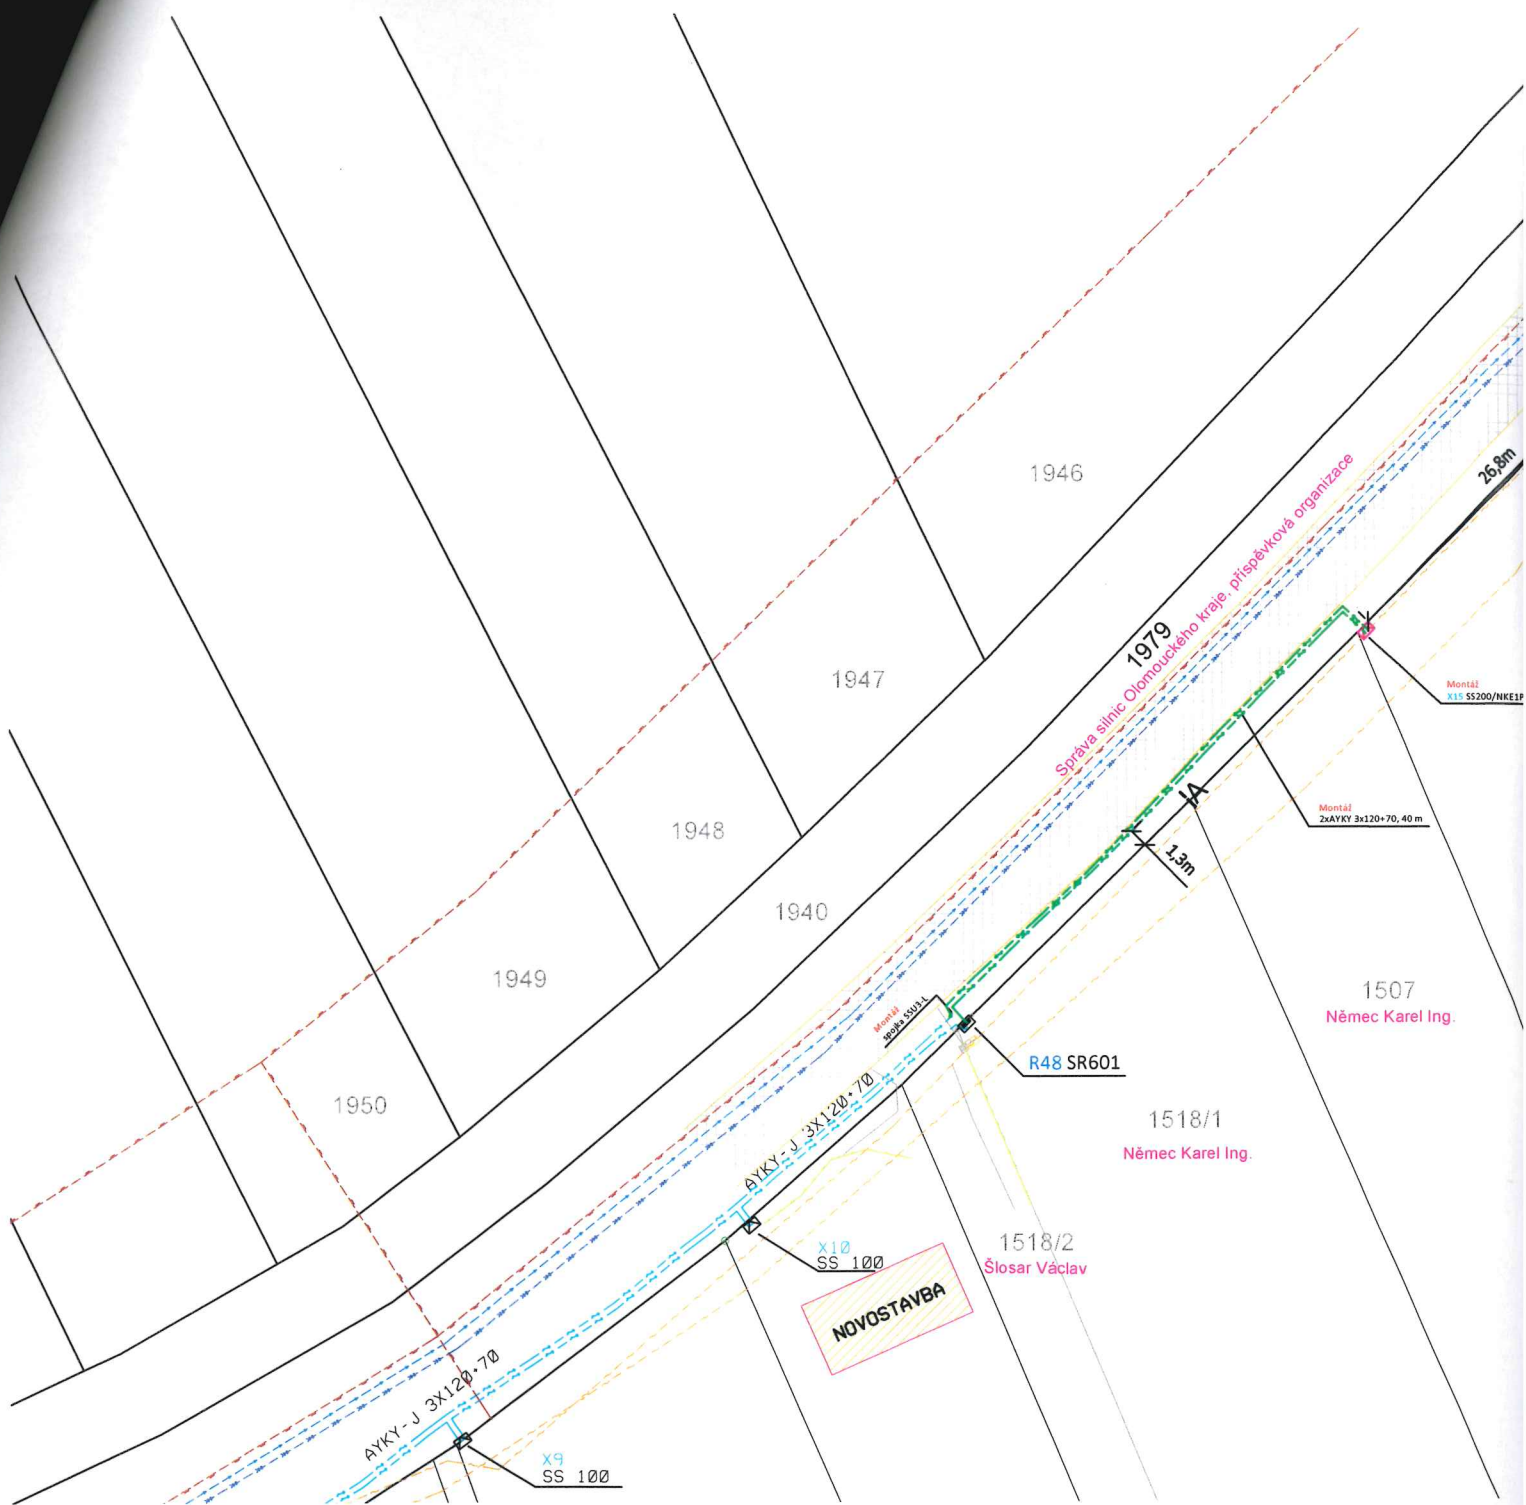 1946
26,8m
Správa silnic Olomouckého kraje, příspěvková organizace
1979
1947
Montáž
X15 SS200/NKE1P
1948
Montáž
2xAYKY 3x120+70, 40 m
1A
1,3m
1940
1949
1507
Němec Karel Ing.
Montáž
spojka SSU3-L
R48 SR601
1950
AYKY-J 3X120+70
1518/1
Němec Karel Ing.
X10
SS 100
1518/2
Šlosar Václav
NOVOSTAVBA
AYKY-J 3X120+70
X9
SS 100